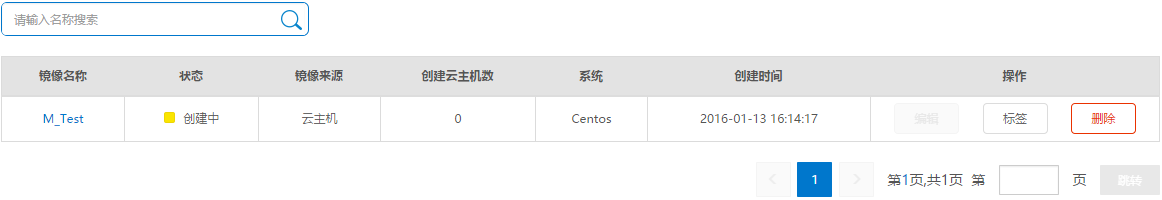 请输入名称搜索
镜像名称 状态 镜像来源 创建云主机数 系统 创建时间 操作
M_Test 创建中 云主机 0 Centos 2016-01-13 16:14:17 编辑 标签 删除
< 1 > 第1页,共1页 第 页 跳转